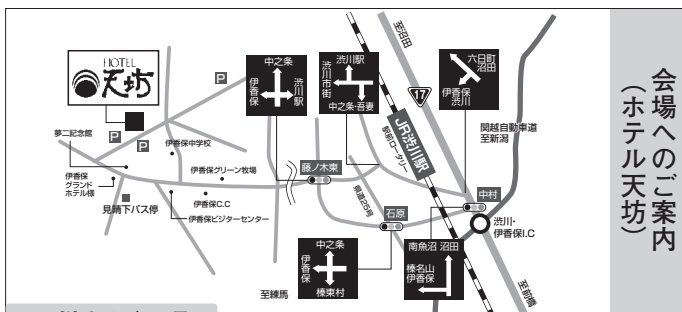 会場へのご案内
（ホテル天坊）
HOTEL
天坊
P
P
P
夢二記念館
伊香保
グランド
ホテル様
見晴下バス停
伊香保中学校
伊香保グリーン牧場
伊香保C.C
伊香保ビジターセンター
中之条
伊香保
渋川駅
藤ノ木東
渋川駅
渋川市街
中之条・吾妻
JR渋川駅
駅前ロータリー
至沼田
17
六日町
沼田
伊香保
渋川
関越自動車道
至新潟
中村
渋川・
伊香保I.C
県道25号
石原
中之条
伊香保
榛東村
至練馬
南魚沼 沼田
榛名山
伊香保
至前橋